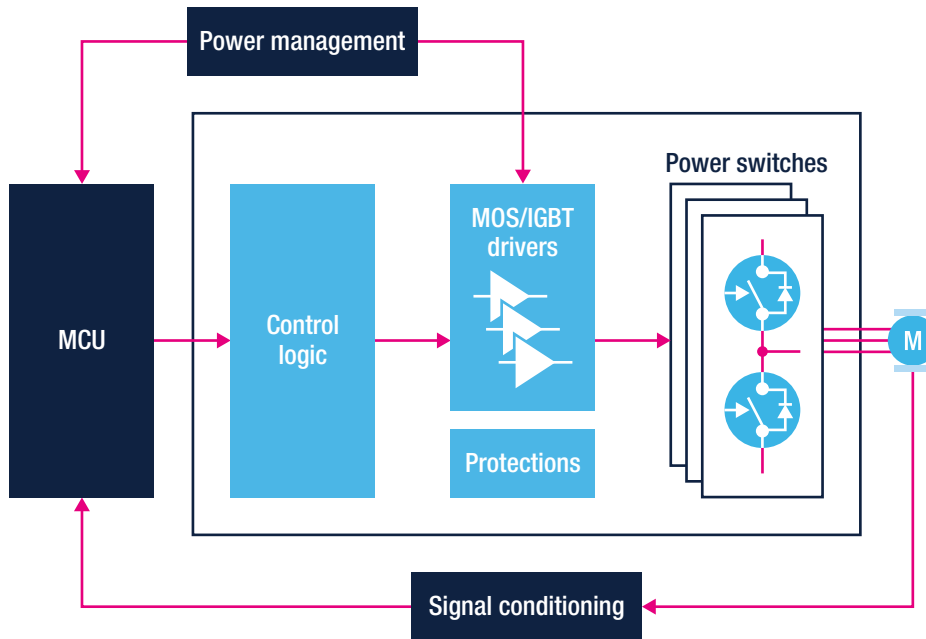 Power management
Power switches
MCU
Control
logic
MOS/IGBT
drivers
Protections
M
Signal conditioning